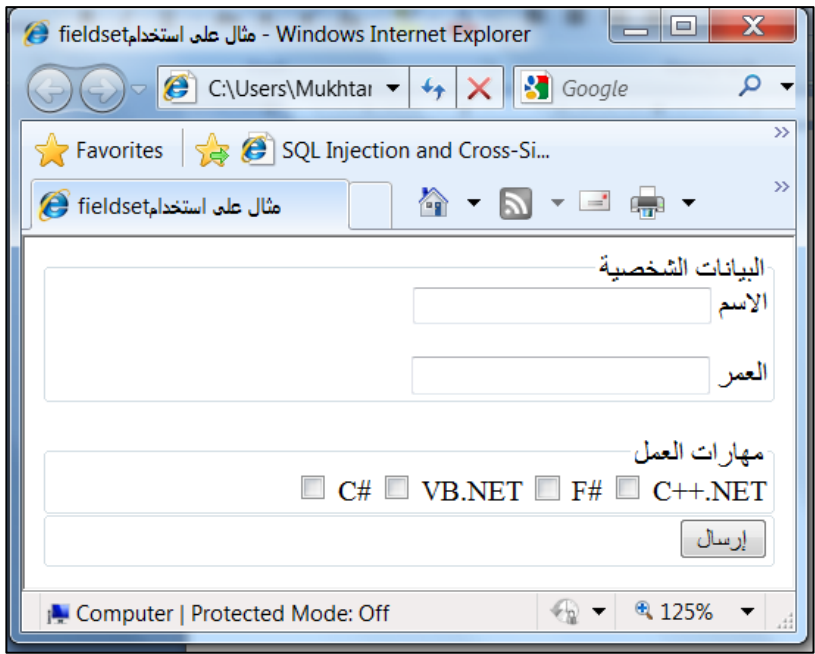 مثال على استخدامfieldset - Windows Internet Explorer
C:\Users\Mukhtar
Google
Favorites
SQL Injection and Cross-Si...
مثال على استخدامfieldset
البيانات الشخصية
الاسم
العمر
مهارات العمل
C# VB.NET F# C++.NET
إرسال
Computer | Protected Mode: Off
125%